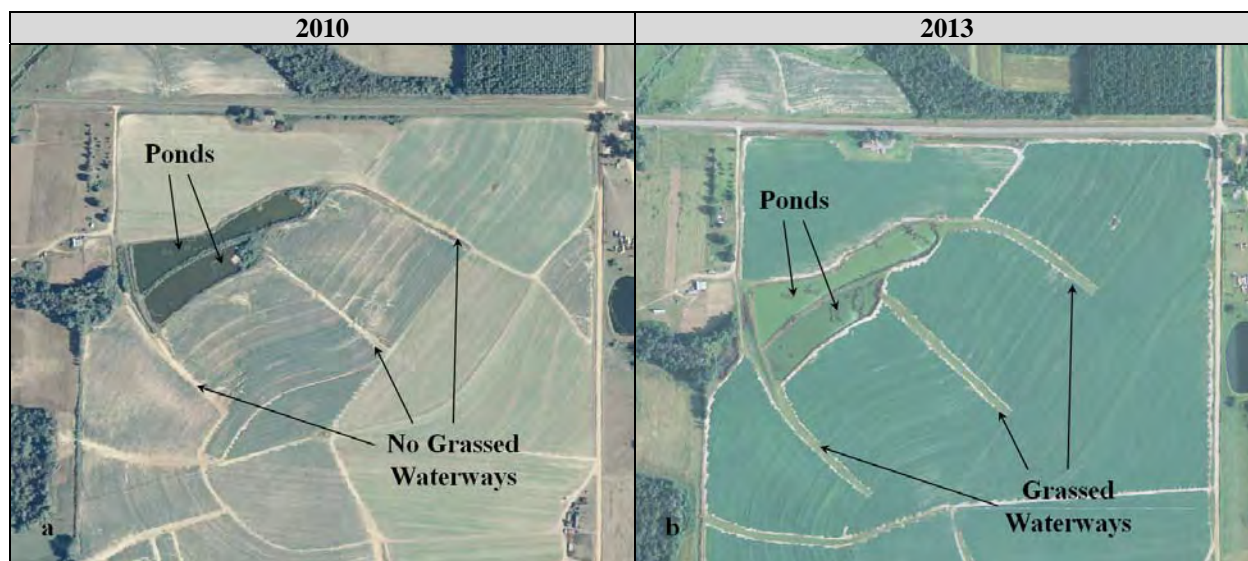 2010
2013
Ponds
No Grassed
Waterways
a
Ponds
Grassed
Waterways
b